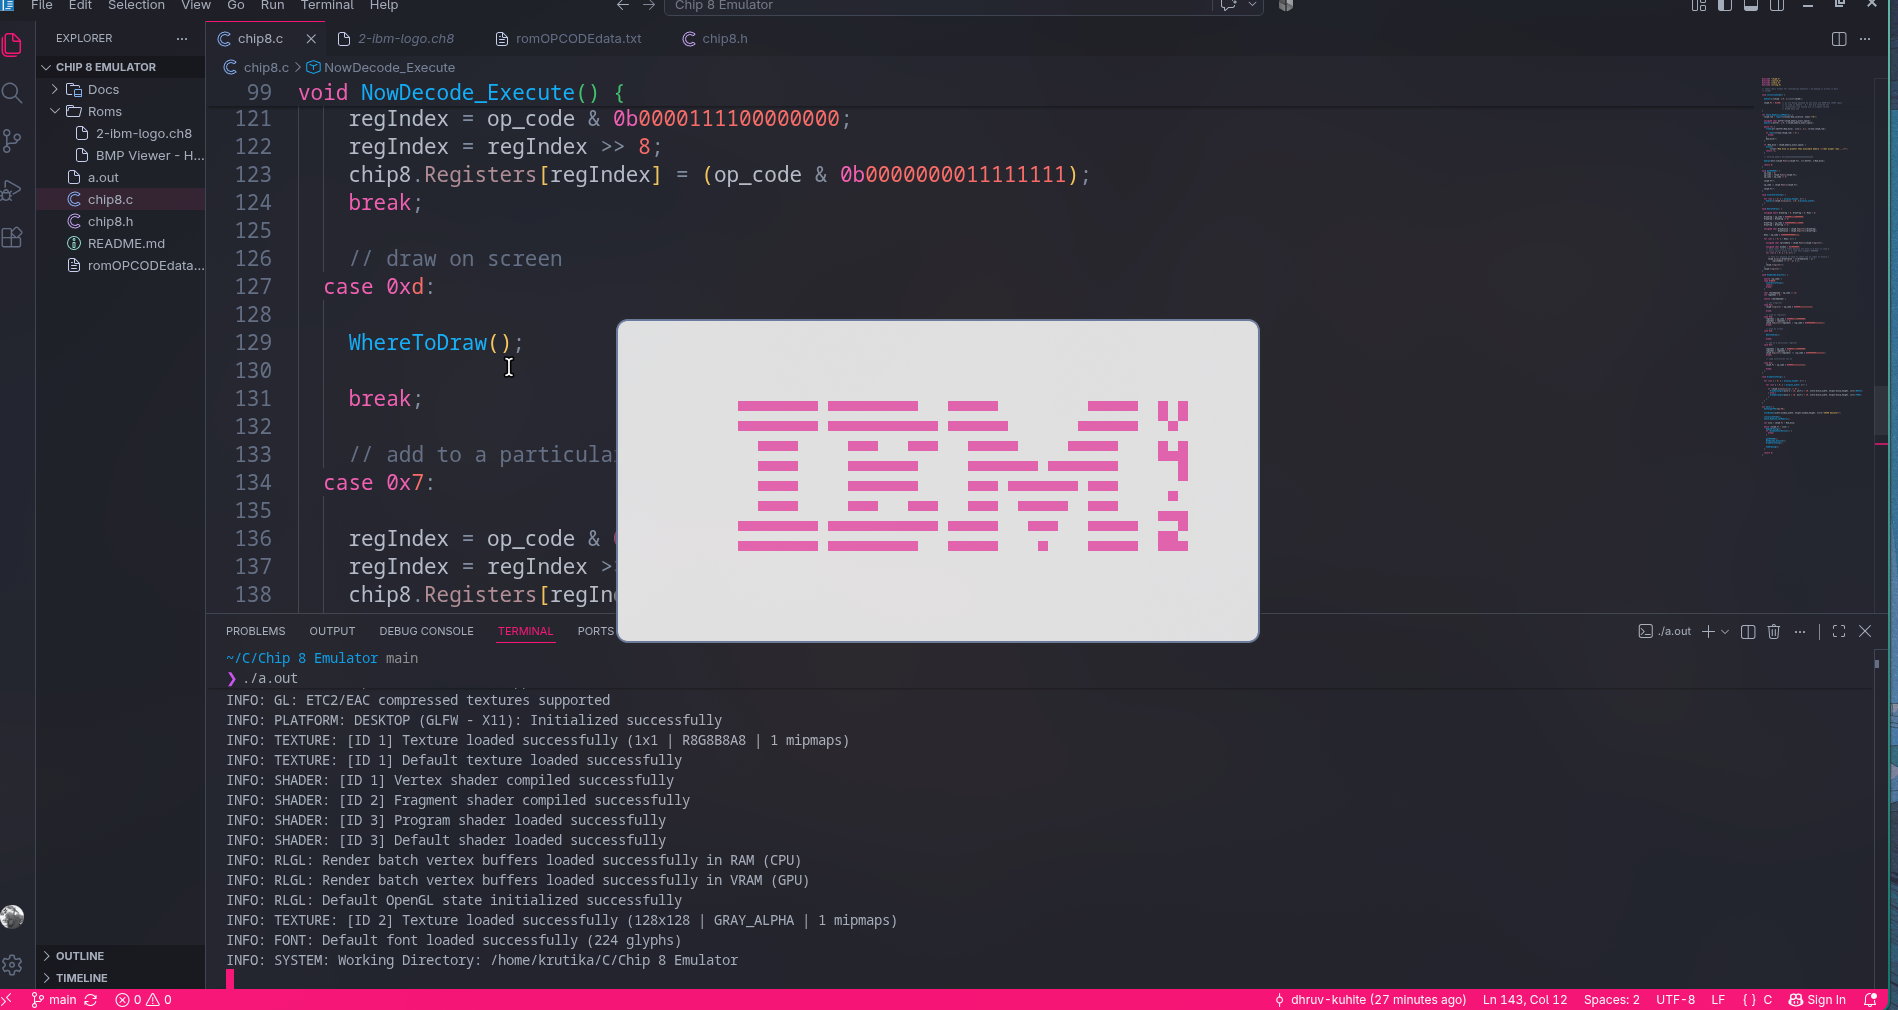 File Edit Selection View Go Run Terminal Help
Chip 8 Emulator
EXPLORER
CHIP 8 EMULATOR
Docs
Roms
2-ibm-logo.ch8
BMP Viewer - H...
a.out
chip8.c
chip8.h
README.md
romOPCODEdata...
OUTLINE
TIMELINE
chip8.c
2-ibm-logo.ch8
romOPCODEdata.txt
chip8.h
chip8.c > NowDecode_Execute
99 void NowDecode_Execute() {
121 regIndex = op_code & 0b0000111100000000;
122 regIndex = regIndex >> 8;
123 chip8.Registers[regIndex] = (op_code & 0b0000000011111111);
124 break;
125
126 // draw on screen
127 case 0xd:
128
129 WhereToDraw();
130
131 break;
132
133 // add to a particula
134 case 0x7:
135
136 regIndex = op_code &
137 regIndex = regIndex >
138 chip8.Registers[regIn
IBM
PROBLEMS OUTPUT DEBUG CONSOLE TERMINAL PORTS
./a.out
~/C/Chip 8 Emulator main
❯ ./a.out
INFO: GL: ETC2/EAC compressed textures supported
INFO: PLATFORM: DESKTOP (GLFW - X11): Initialized successfully
INFO: TEXTURE: [ID 1] Texture loaded successfully (1x1 | R8G8B8A8 | 1 mipmaps)
INFO: TEXTURE: [ID 1] Default texture loaded successfully
INFO: SHADER: [ID 1] Vertex shader compiled successfully
INFO: SHADER: [ID 2] Fragment shader compiled successfully
INFO: SHADER: [ID 3] Program shader loaded successfully
INFO: SHADER: [ID 3] Default shader loaded successfully
INFO: RLGL: Render batch vertex buffers loaded successfully in RAM (CPU)
INFO: RLGL: Render batch vertex buffers loaded successfully in VRAM (GPU)
INFO: RLGL: Default OpenGL state initialized successfully
INFO: TEXTURE: [ID 2] Texture loaded successfully (128x128 | GRAY_ALPHA | 1 mipmaps)
INFO: FONT: Default font loaded successfully (224 glyphs)
INFO: SYSTEM: Working Directory: /home/krutika/C/Chip 8 Emulator
main 0 0 dhruv-kuhite (27 minutes ago) Ln 143, Col 12 Spaces: 2 UTF-8 LF { } C Sign In